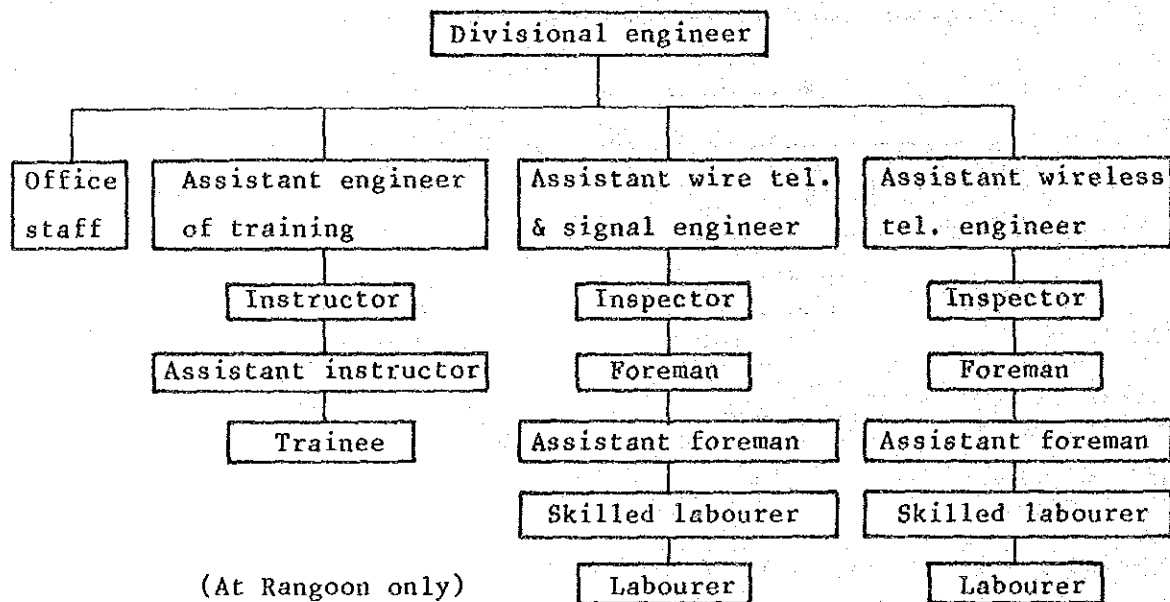 Divisional engineer
Office
staff
Assistant engineer
of training
Assistant wire tel.
& signal engineer
Assistant wireless
tel. engineer
Instructor
Inspector
Inspector
Assistant instructor
Foreman
Foreman
Trainee
Assistant foreman
Assistant foreman
Skilled labourer
Skilled labourer
(At Rangoon only)
Labourer
Labourer